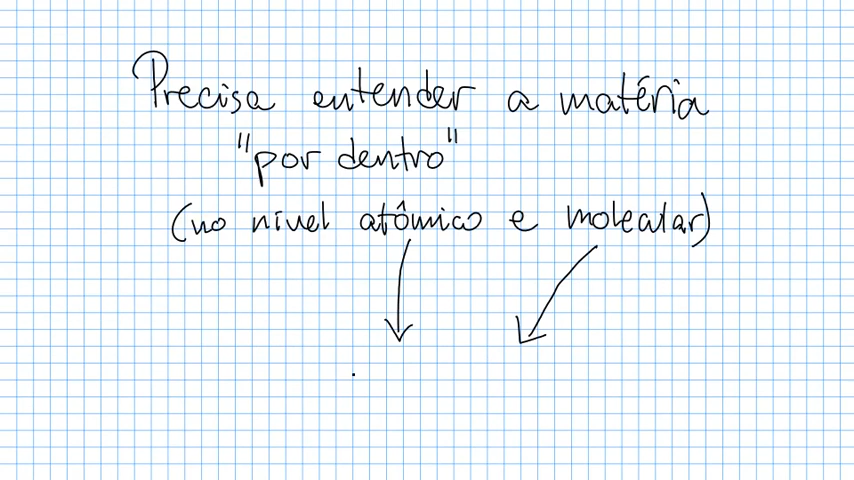 Precisa entender a matéria
"por dentro"
(no nível atômico e molecular)